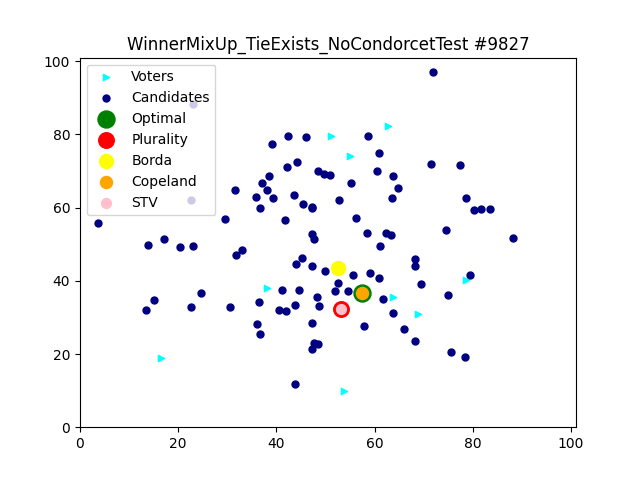 WinnerMixUp_TieExists_NoCondorcetTest #9827
100
80
60
40
20
0
0
20
40
60
80
100
Voters
Candidates
Optimal
Plurality
Borda
Copeland
STV